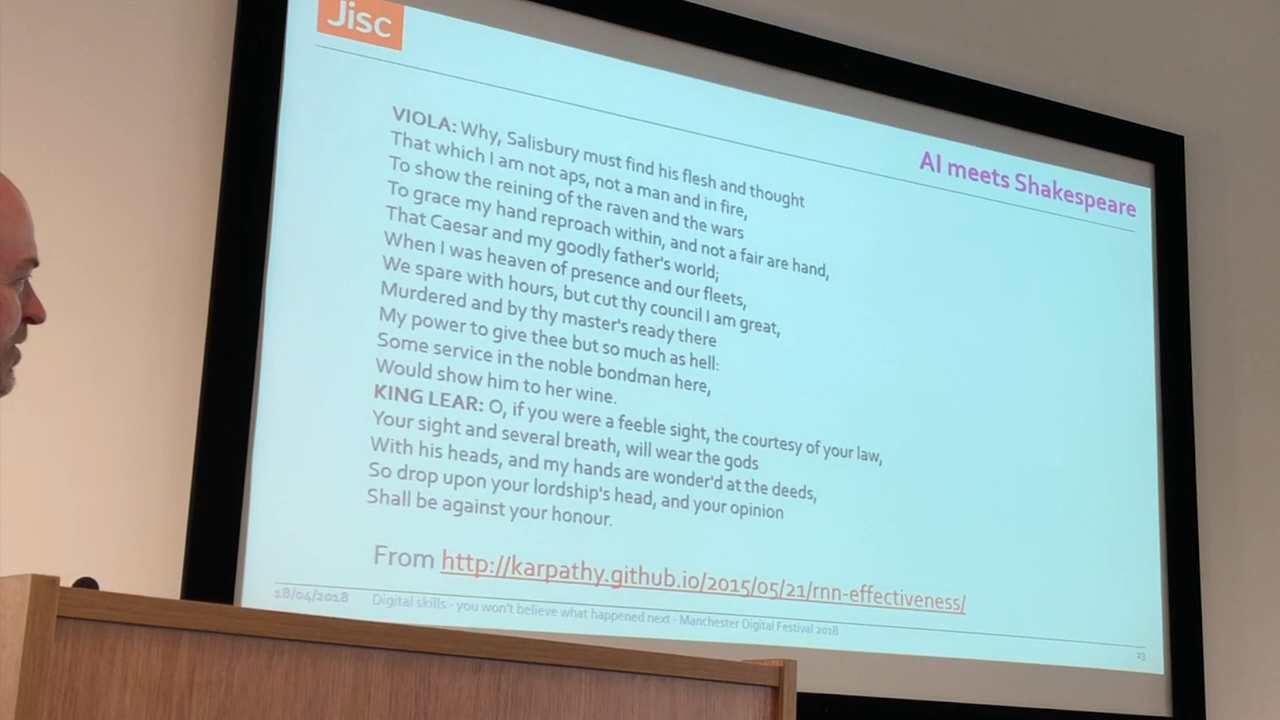 Jisc
AI meets Shakespeare
VIOLA: Why, Salisbury must find his flesh and thought
That which I am not aps, not a man and in fire,
To show the reining of the raven and the wars
To grace my hand reproach within, and not a fair are hand,
That Caesar and my goodly father's world;
When I was heaven of presence and our fleets,
We spare with hours, but cut thy council I am great,
Murdered and by thy master's ready there
My power to give thee but so much as hell:
Some service in the noble bondman here,
Would show him to her wine.
KING LEAR: O, if you were a feeble sight, the courtesy of your law,
Your sight and several breath, will wear the gods
With his heads, and my hands are wonder'd at the deeds,
So drop upon your lordship's head, and your opinion
Shall be against your honour.
From http://karpathy.github.io/2015/05/21/rnn-effectiveness/
18/04/2018 Digital skills - you won't believe what happened next - Manchester Digital Festival 2018 23